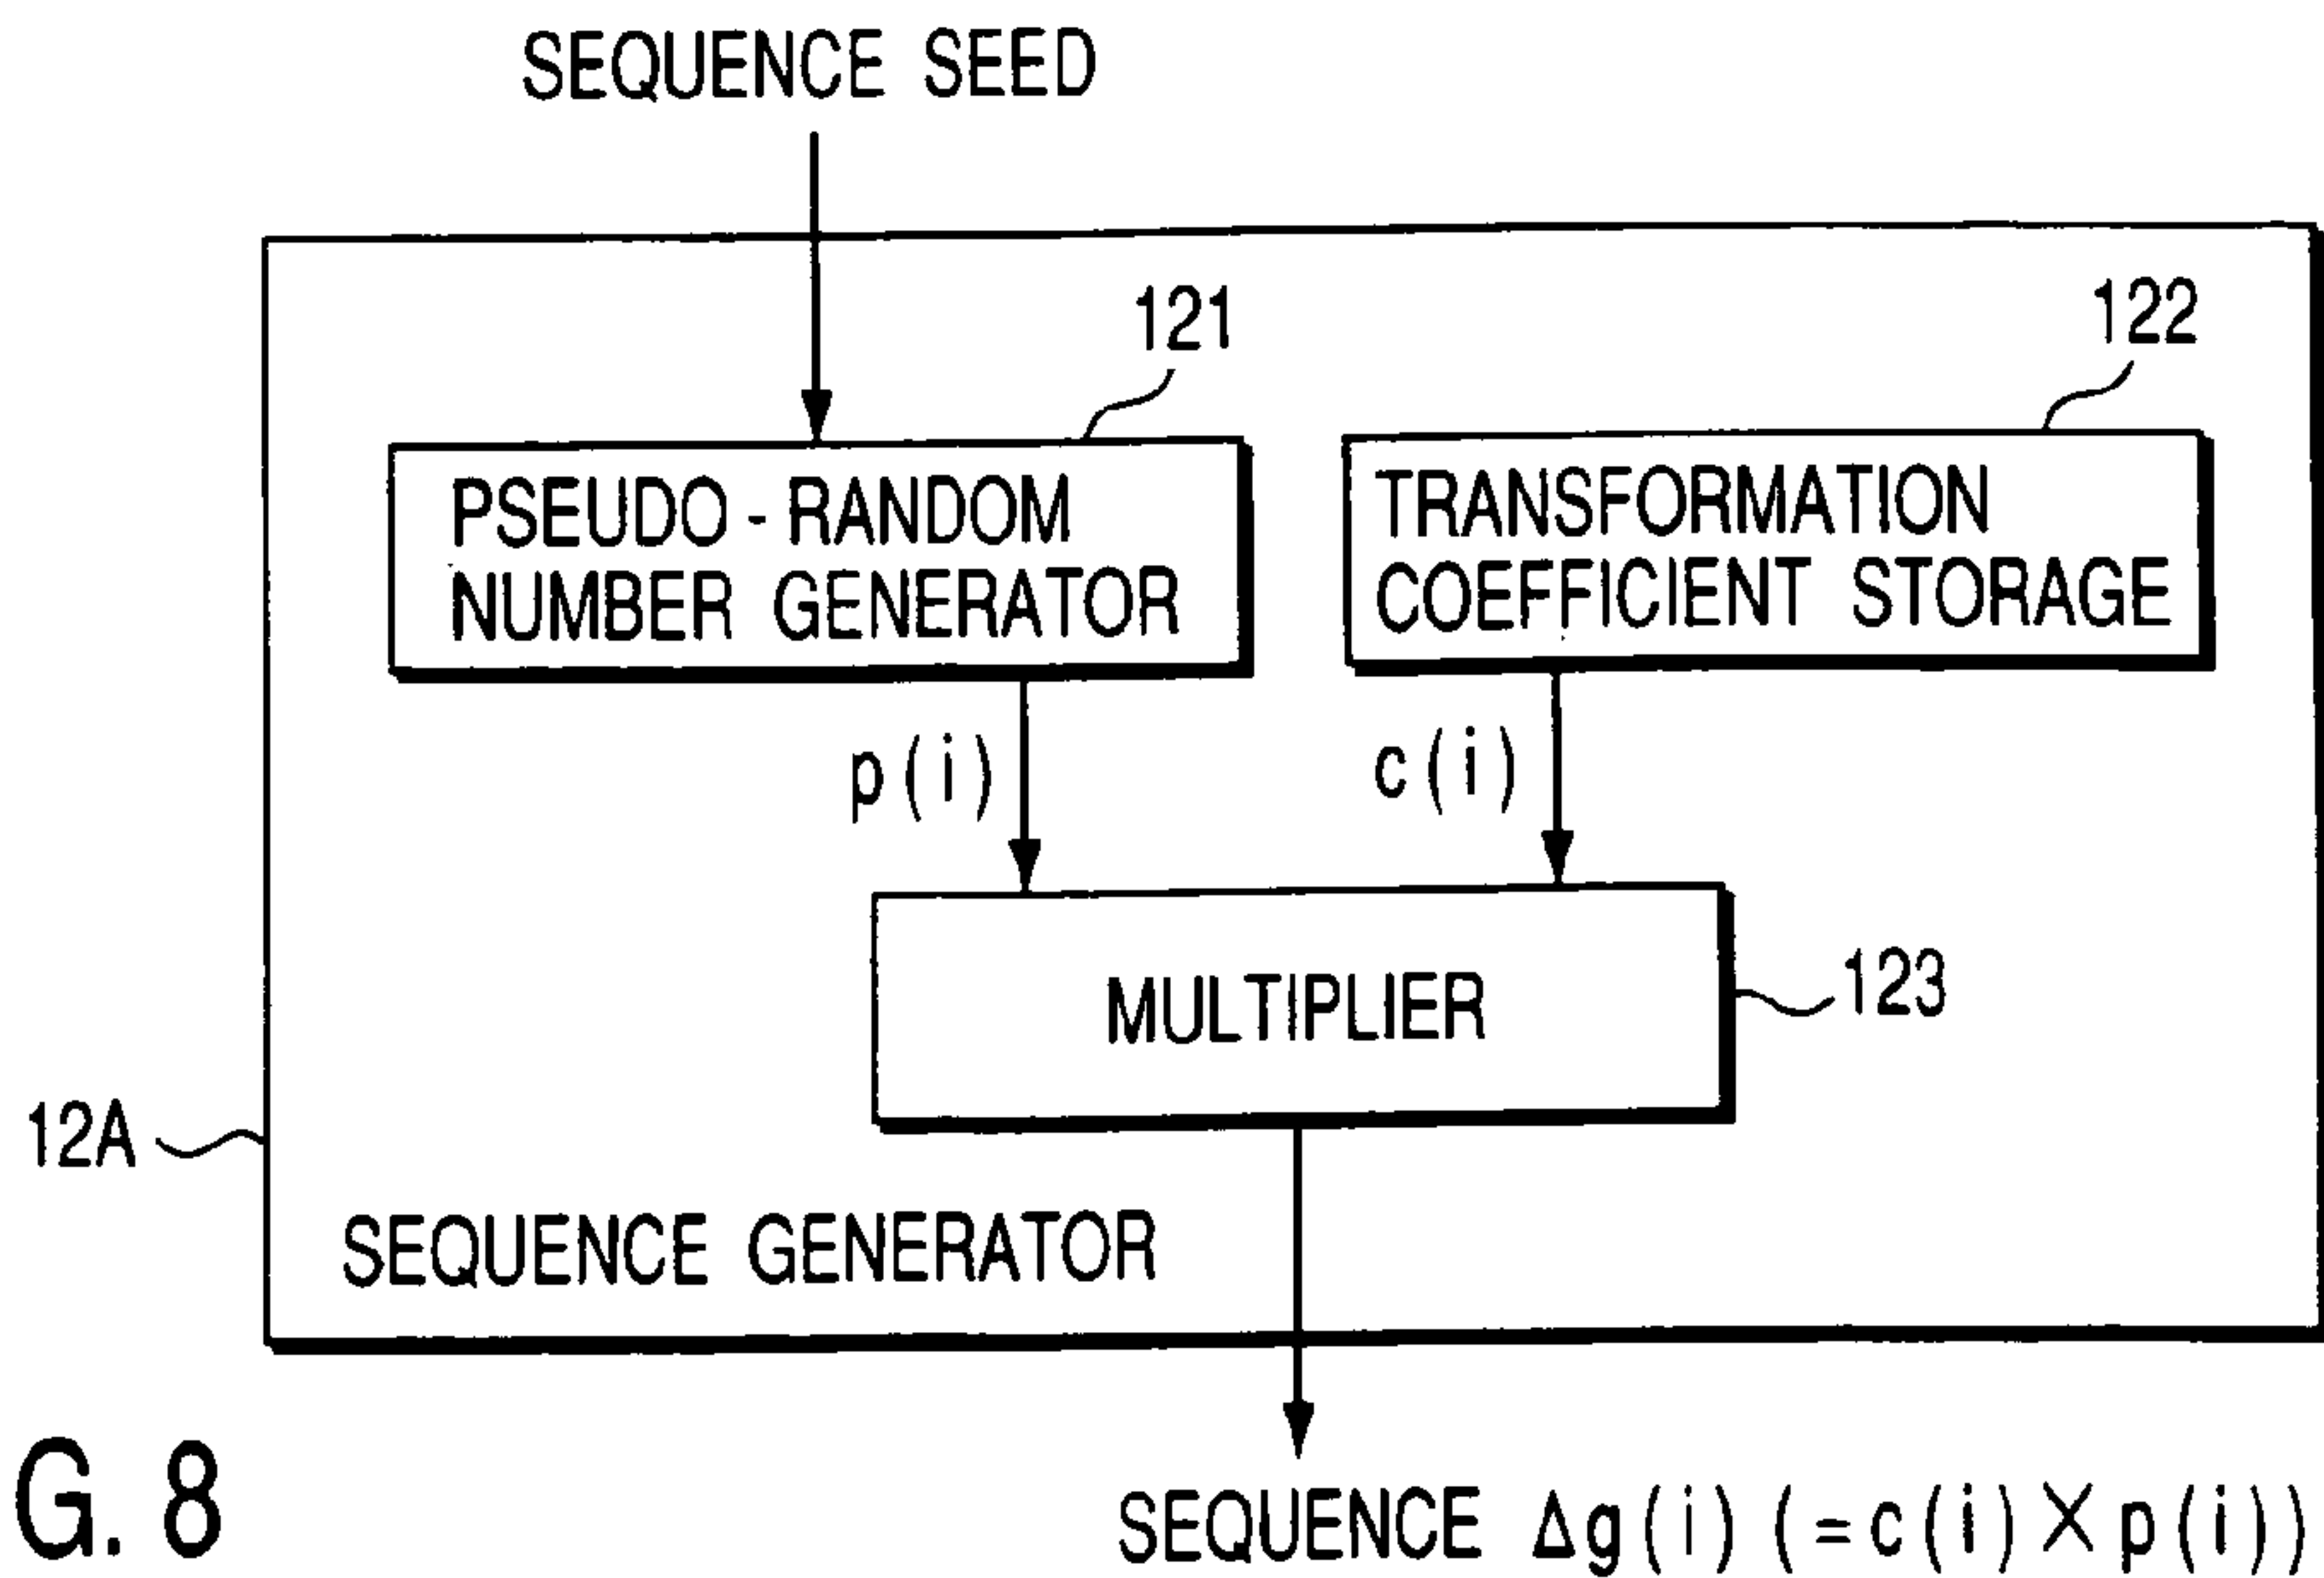 SEQUENCE SEED
121
122
PSEUDO - RANDOM
NUMBER GENERATOR
TRANSFORMATION
COEFFICIENT STORAGE
p(i)
c(i)
MULTIPLIER
123
12A
SEQUENCE GENERATOR
G. 8
SEQUENCE Δg(i) (=c(i)×p(i))